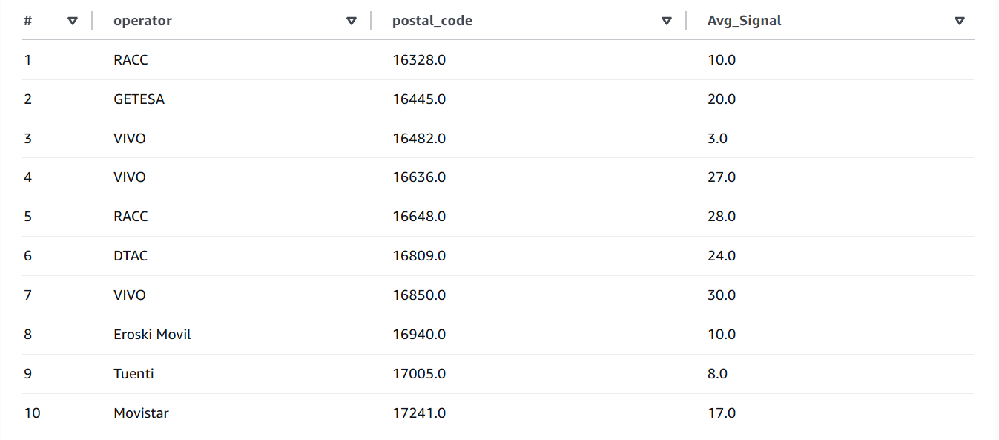 # operator postal_code Avg_Signal
1 RACC 16328.0 10.0
2 GETESA 16445.0 20.0
3 VIVO 16482.0 3.0
4 VIVO 16636.0 27.0
5 RACC 16648.0 28.0
6 DTAC 16809.0 24.0
7 VIVO 16850.0 30.0
8 Eroski Movil 16940.0 10.0
9 Tuenti 17005.0 8.0
10 Movistar 17241.0 17.0